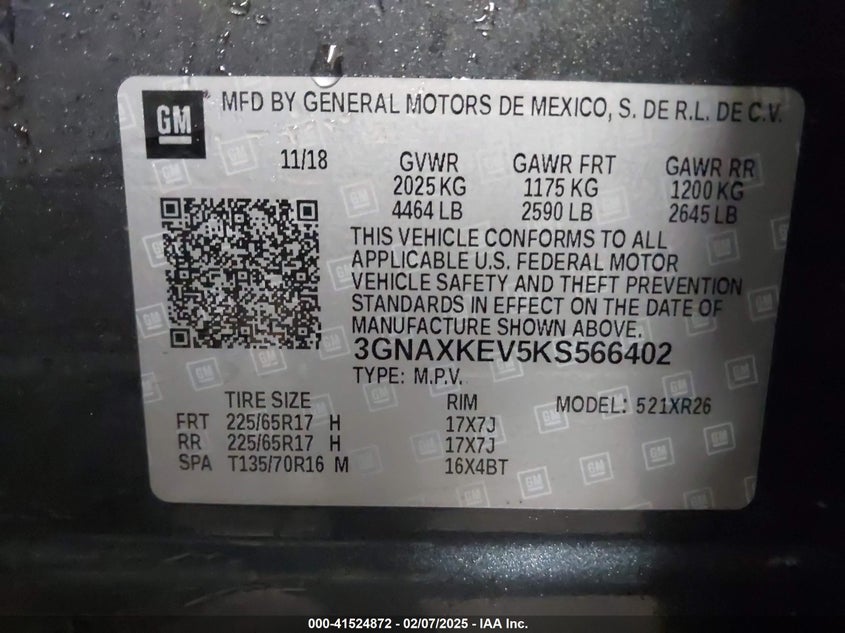 GM
MFD BY GENERAL MOTORS DE MEXICO, S. DE R.L. DE C.V.
11/18 GVWR GAWR FRT GAWR RR
2025 KG 1175 KG 1200 KG
4464 LB 2590 LB 2645 LB
THIS VEHICLE CONFORMS TO ALL
APPLICABLE U.S. FEDERAL MOTOR
VEHICLE SAFETY AND THEFT PREVENTION
STANDARDS IN EFFECT ON THE DATE OF
MANUFACTURE SHOWN ABOVE.
3GNAXKEV5KS566402
TYPE: M.P.V.
TIRE SIZE RIM MODEL: 521XR26
FRT 225/65R17 H 17X7J
RR 225/65R17 H 17X7J
SPA T135/70R16 M 16X4BT
000-41524872 — 02/07/2025 — IAA Inc.